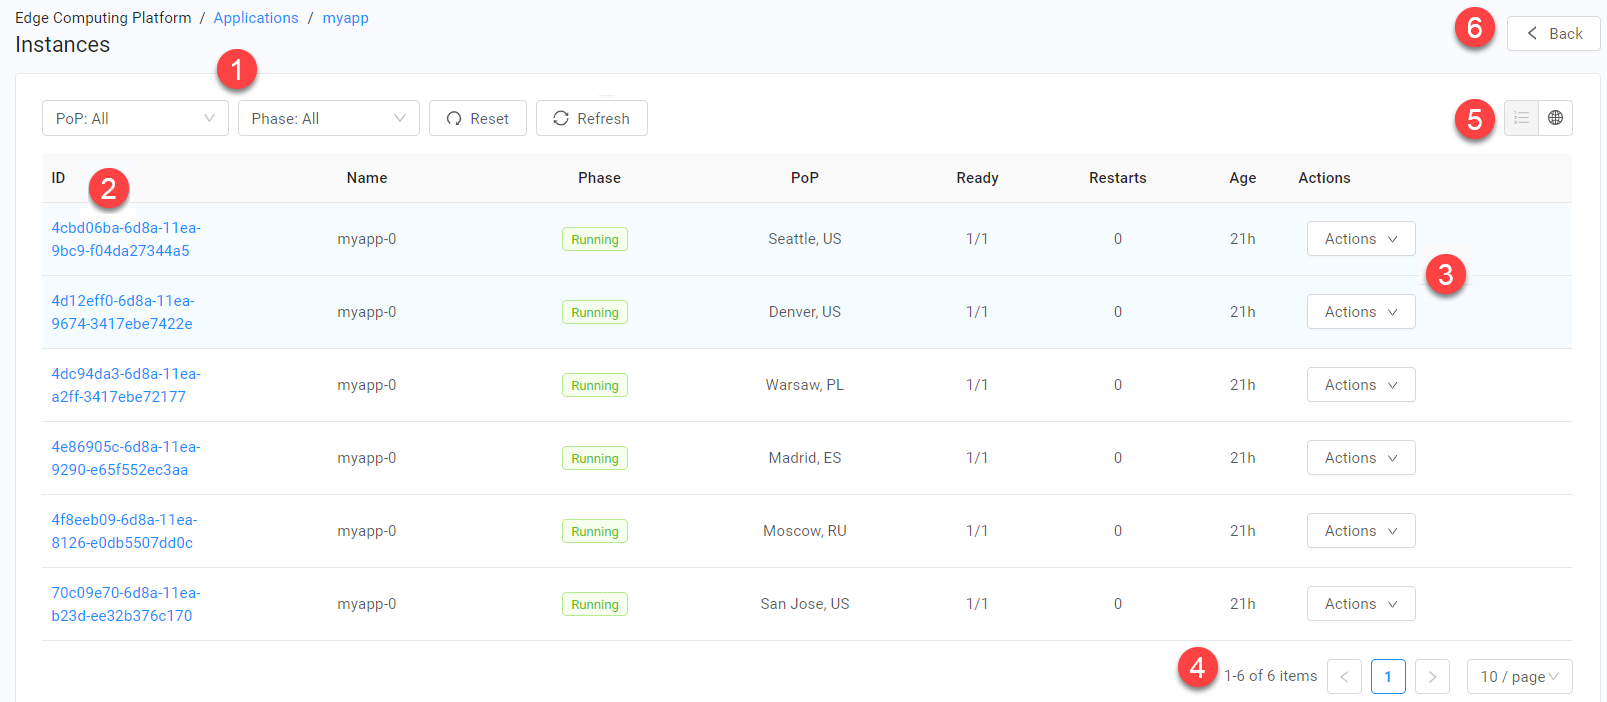 Edge Computing Platform / Applications / myapp
6
Back
Instances
1
PoP: All
Phase: All
Reset
Refresh
5
ID
Name
Phase
PoP
Ready
Restarts
Age
Actions
2
4cbd06ba-6d8a-11ea-
9bc9-f04da27344a5
myapp-0
Running
Seattle, US
1/1
0
21h
Actions
3
4d12eff0-6d8a-11ea-
9674-3417ebe7422e
myapp-0
Running
Denver, US
1/1
0
21h
Actions
4dc94da3-6d8a-11ea-
a2ff-3417ebe72177
myapp-0
Running
Warsaw, PL
1/1
0
21h
Actions
4e86905c-6d8a-11ea-
9290-e65f552ec3aa
myapp-0
Running
Madrid, ES
1/1
0
21h
Actions
4f8eeb09-6d8a-11ea-
8126-e0db5507dd0c
myapp-0
Running
Moscow, RU
1/1
0
21h
Actions
70c09e70-6d8a-11ea-
b23d-ee32b376c170
myapp-0
Running
San Jose, US
1/1
0
21h
Actions
4
1-6 of 6 items
<
1
>
10 / page